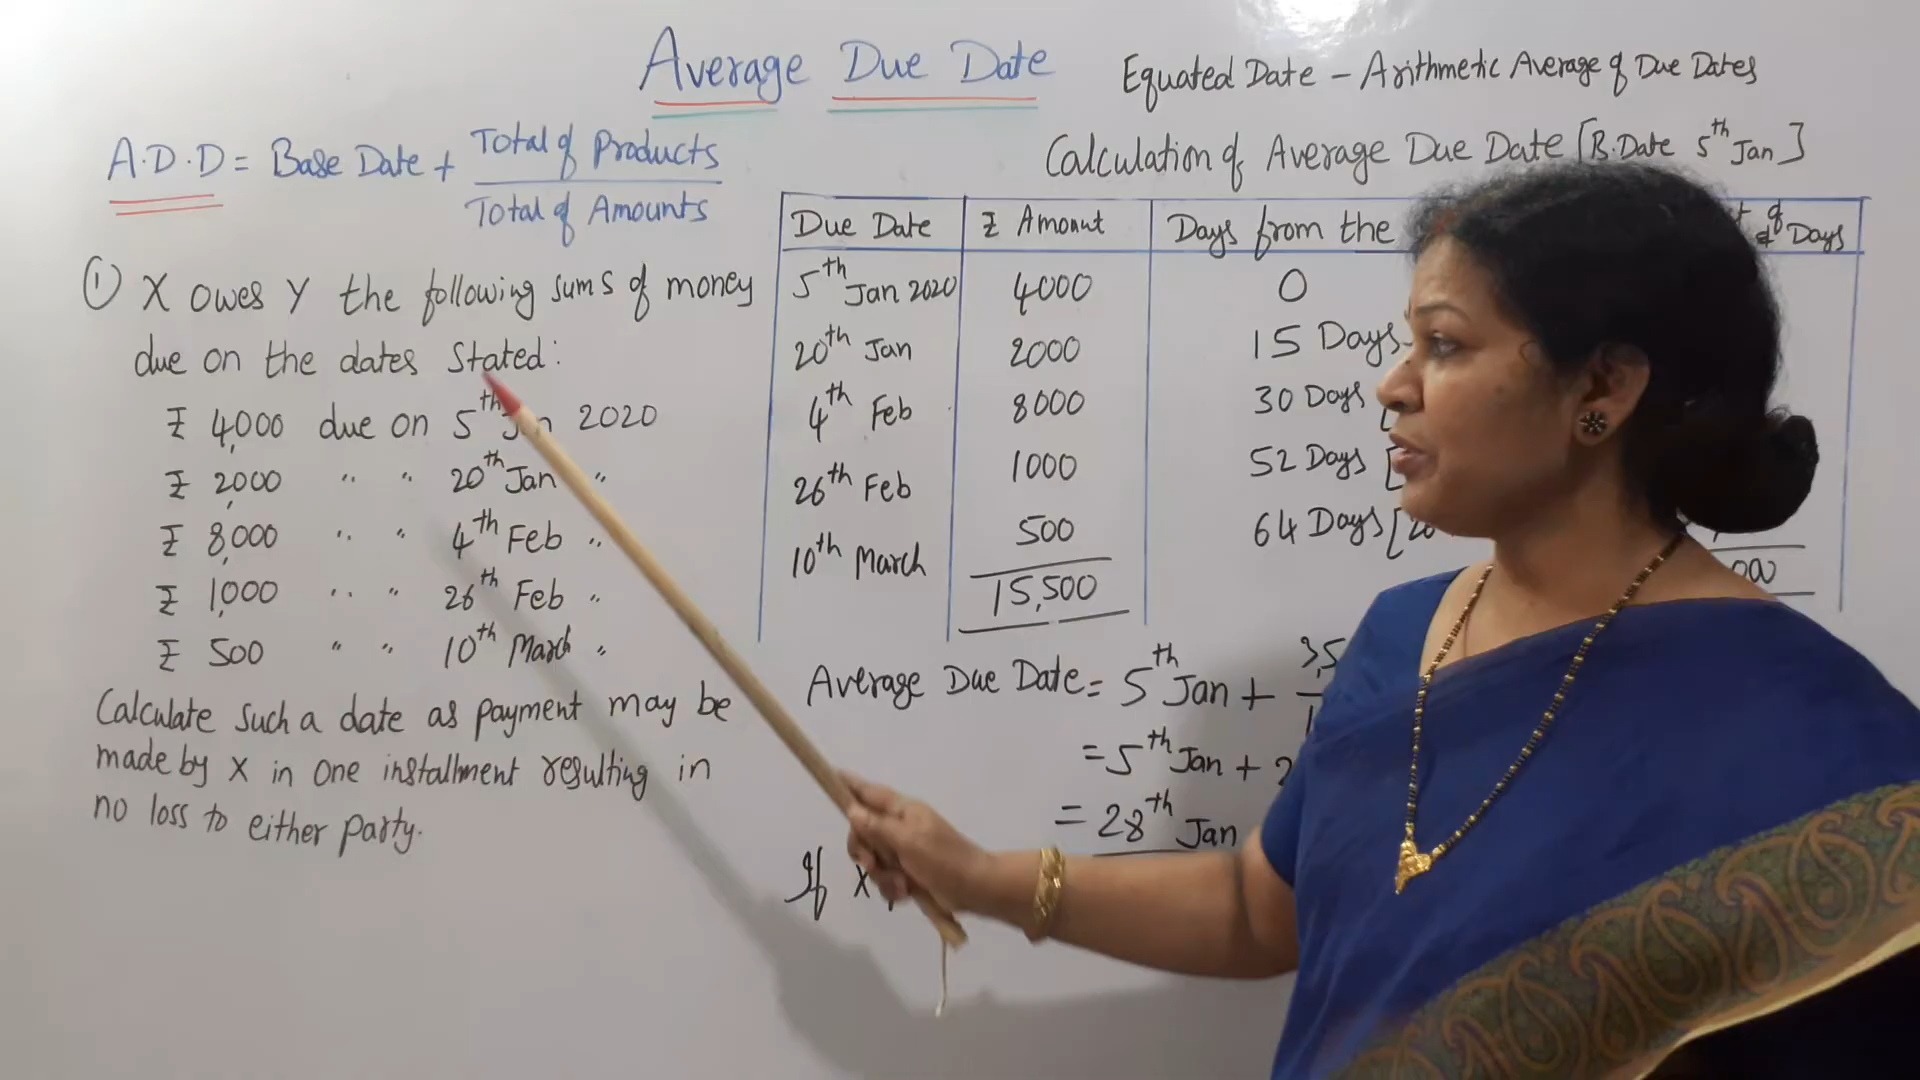 Average Due Date
Equated Date - Arithmetic Average of Due Dates
A.D.D = Base Date + Total of Products
Total of Amounts
Calculation of Average Due Date [B.Date 5th Jan]
① X owes Y the following sums of money
due on the dates stated:
₹ 4,000 due on 5th Jan 2020
₹ 2,000 " " 20th Jan "
₹ 8,000 " " 4th Feb "
₹ 1,000 " " 26th Feb "
₹ 500 " " 10th March "
Calculate such a date as payment may be
made by X in one installment resulting in
no loss to either party.
Due Date ₹ Amount Days from the of Days
5th Jan 2020 4000 0
20th Jan 2000 15 Days
4th Feb 8000 30 Days [
26th Feb 1000 52 Days [
10th March 500 64 Days [
15,500
Average Due Date = 5th Jan +
= 5th Jan +
= 28th Jan
If X